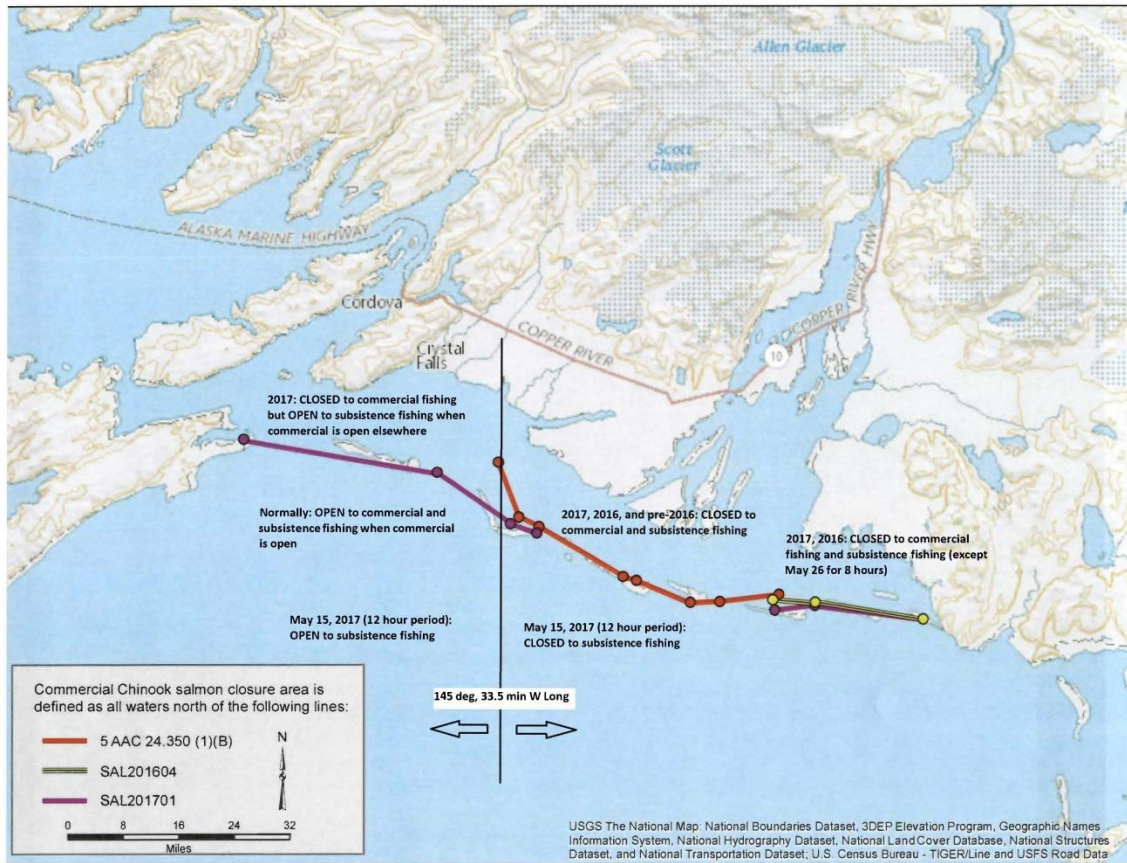 Allen Glacier
Scott
Glacier
ALASKA MARINE HIGHWAY
Cordova
COPPER RIVER HWY
10
COPPER RIVER
Crystal
Falls
2017: CLOSED to commercial fishing
but OPEN to subsistence fishing when
commercial is open elsewhere
Normally: OPEN to commercial and
subsistence fishing when commercial
is open
2017, 2016, and pre-2016: CLOSED to
commercial and subsistence fishing
2017, 2016: CLOSED to commercial
fishing and subsistence fishing (except
May 26 for 8 hours)
May 15, 2017 (12 hour period):
OPEN to subsistence fishing
May 15, 2017 (12 hour period):
CLOSED to subsistence fishing
145 deg, 33.5 min W Long
Commercial Chinook salmon closure area is
defined as all waters north of the following lines:
5 AAC 24.350 (1)(B)
SAL201604
SAL201701
N
0 8 16 24 32
Miles
USGS The National Map: National Boundaries Dataset, 3DEP Elevation Program, Geographic Names
Information System, National Hydrography Dataset, National Land Cover Database, National Structures
Dataset, and National Transportation Dataset; U.S. Census Bureau - TIGER/Line and USFS Road Data